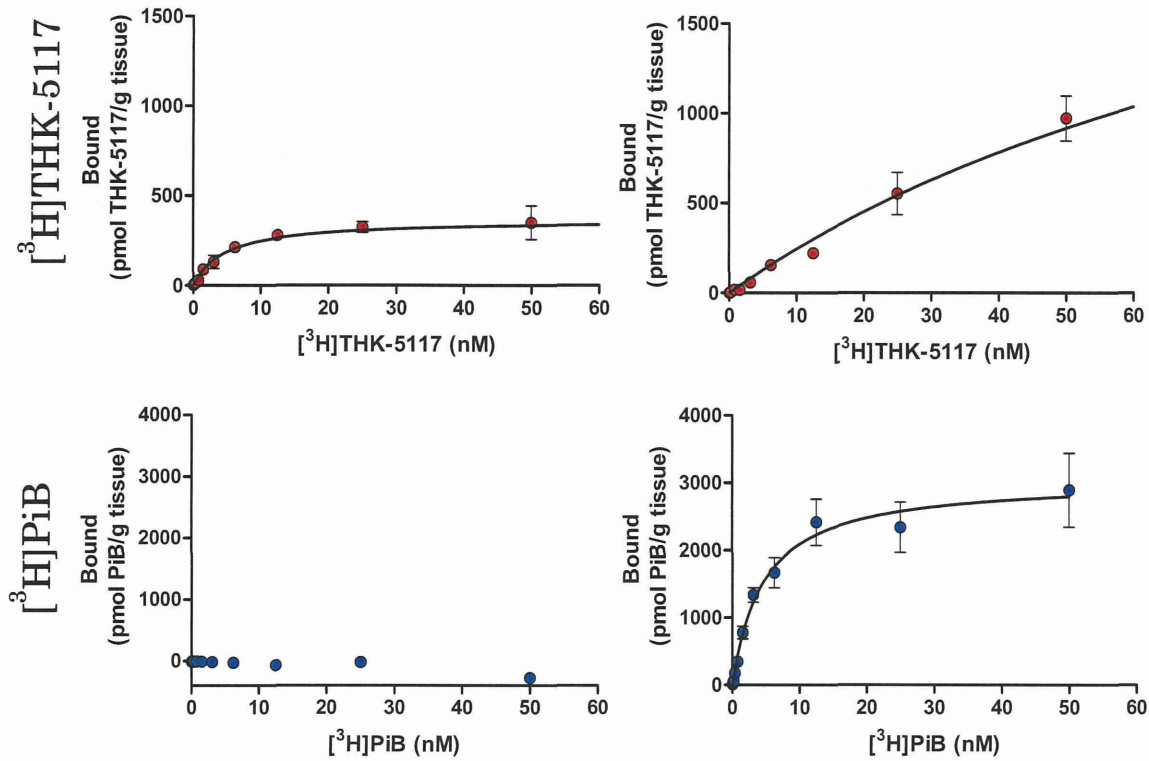 [³H]THK-5117
Bound
(pmol THK-5117/g tissue)
1500
1000
500
0
0 10 20 30 40 50 60
[³H]THK-5117 (nM)
Bound
(pmol THK-5117/g tissue)
1500
1000
500
0
0 10 20 30 40 50 60
[³H]THK-5117 (nM)
[³H]PiB
Bound
(pmol PiB/g tissue)
4000
3000
2000
1000
0
0 10 20 30 40 50 60
[³H]PiB (nM)
Bound
(pmol PiB/g tissue)
4000
3000
2000
1000
0
0 10 20 30 40 50 60
[³H]PiB (nM)